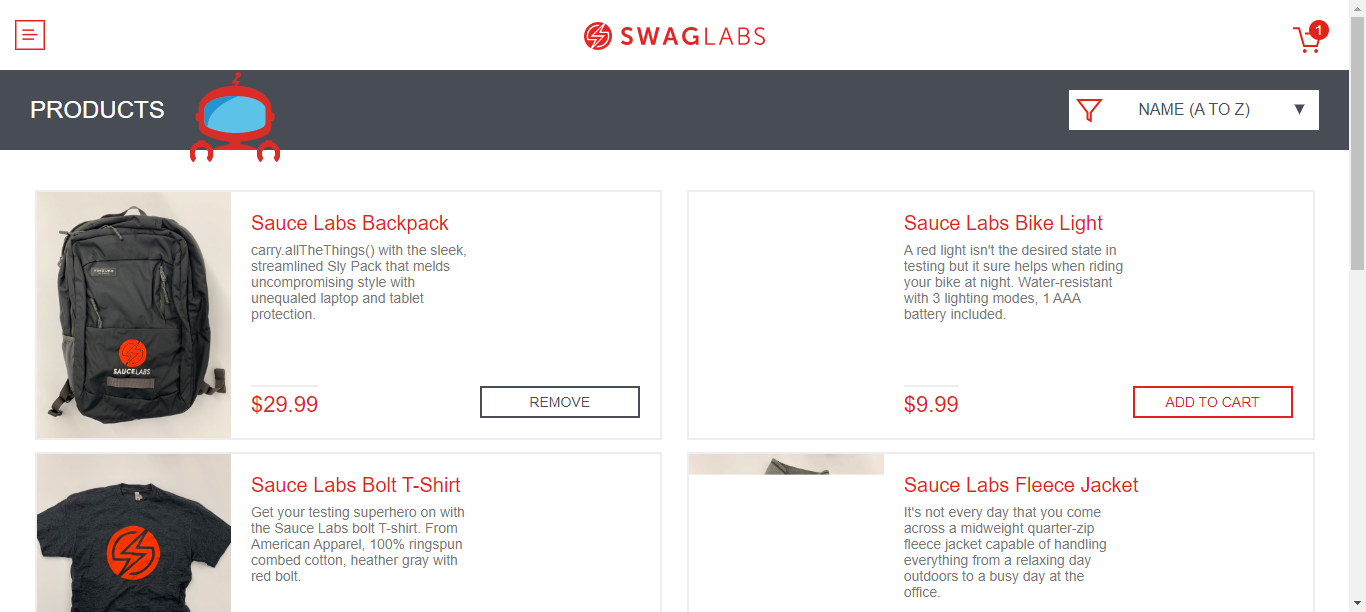 SWAGLABS
1
PRODUCTS
NAME (A TO Z)
Sauce Labs Backpack
carry.allTheThings() with the sleek,
streamlined Sly Pack that melds
uncompromising style with
unequaled laptop and tablet
protection.
$29.99
REMOVE
SAUCELABS
Sauce Labs Bike Light
A red light isn't the desired state in
testing but it sure helps when riding
your bike at night. Water-resistant
with 3 lighting modes, 1 AAA
battery included.
$9.99
ADD TO CART
Sauce Labs Bolt T-Shirt
Get your testing superhero on with
the Sauce Labs bolt T-shirt. From
American Apparel, 100% ringspun
combed cotton, heather gray with
red bolt.
Sauce Labs Fleece Jacket
It's not every day that you come
across a midweight quarter-zip
fleece jacket capable of handling
everything from a relaxing day
outdoors to a busy day at the
office.